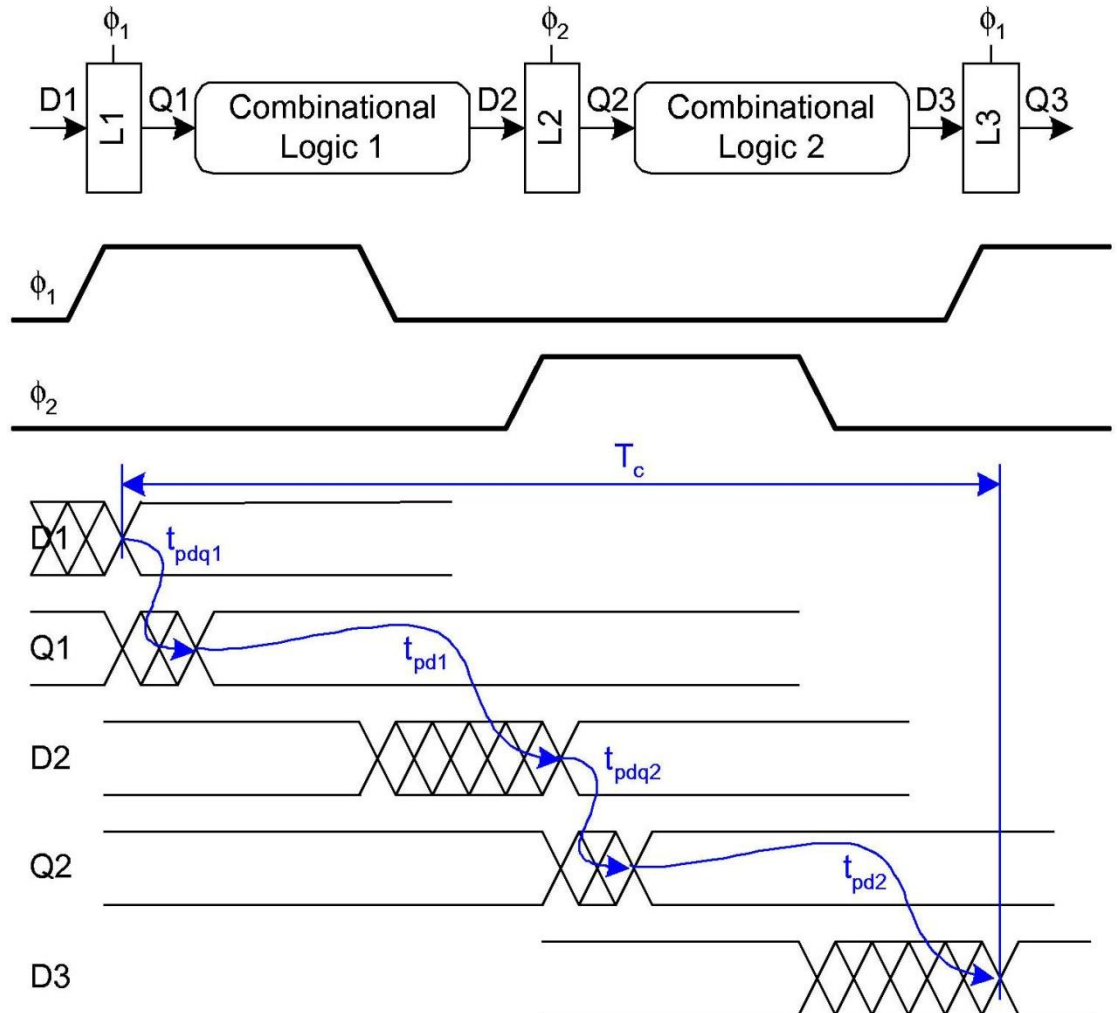 ϕ1 ϕ2 ϕ1
D1 L1 Q1 Combinational Logic 1 D2 L2 Q2 Combinational Logic 2 D3 L3 Q3
ϕ1
ϕ2
Tc
D1 tpdq1
Q1 tpd1
D2 tpdq2
Q2 tpd2
D3